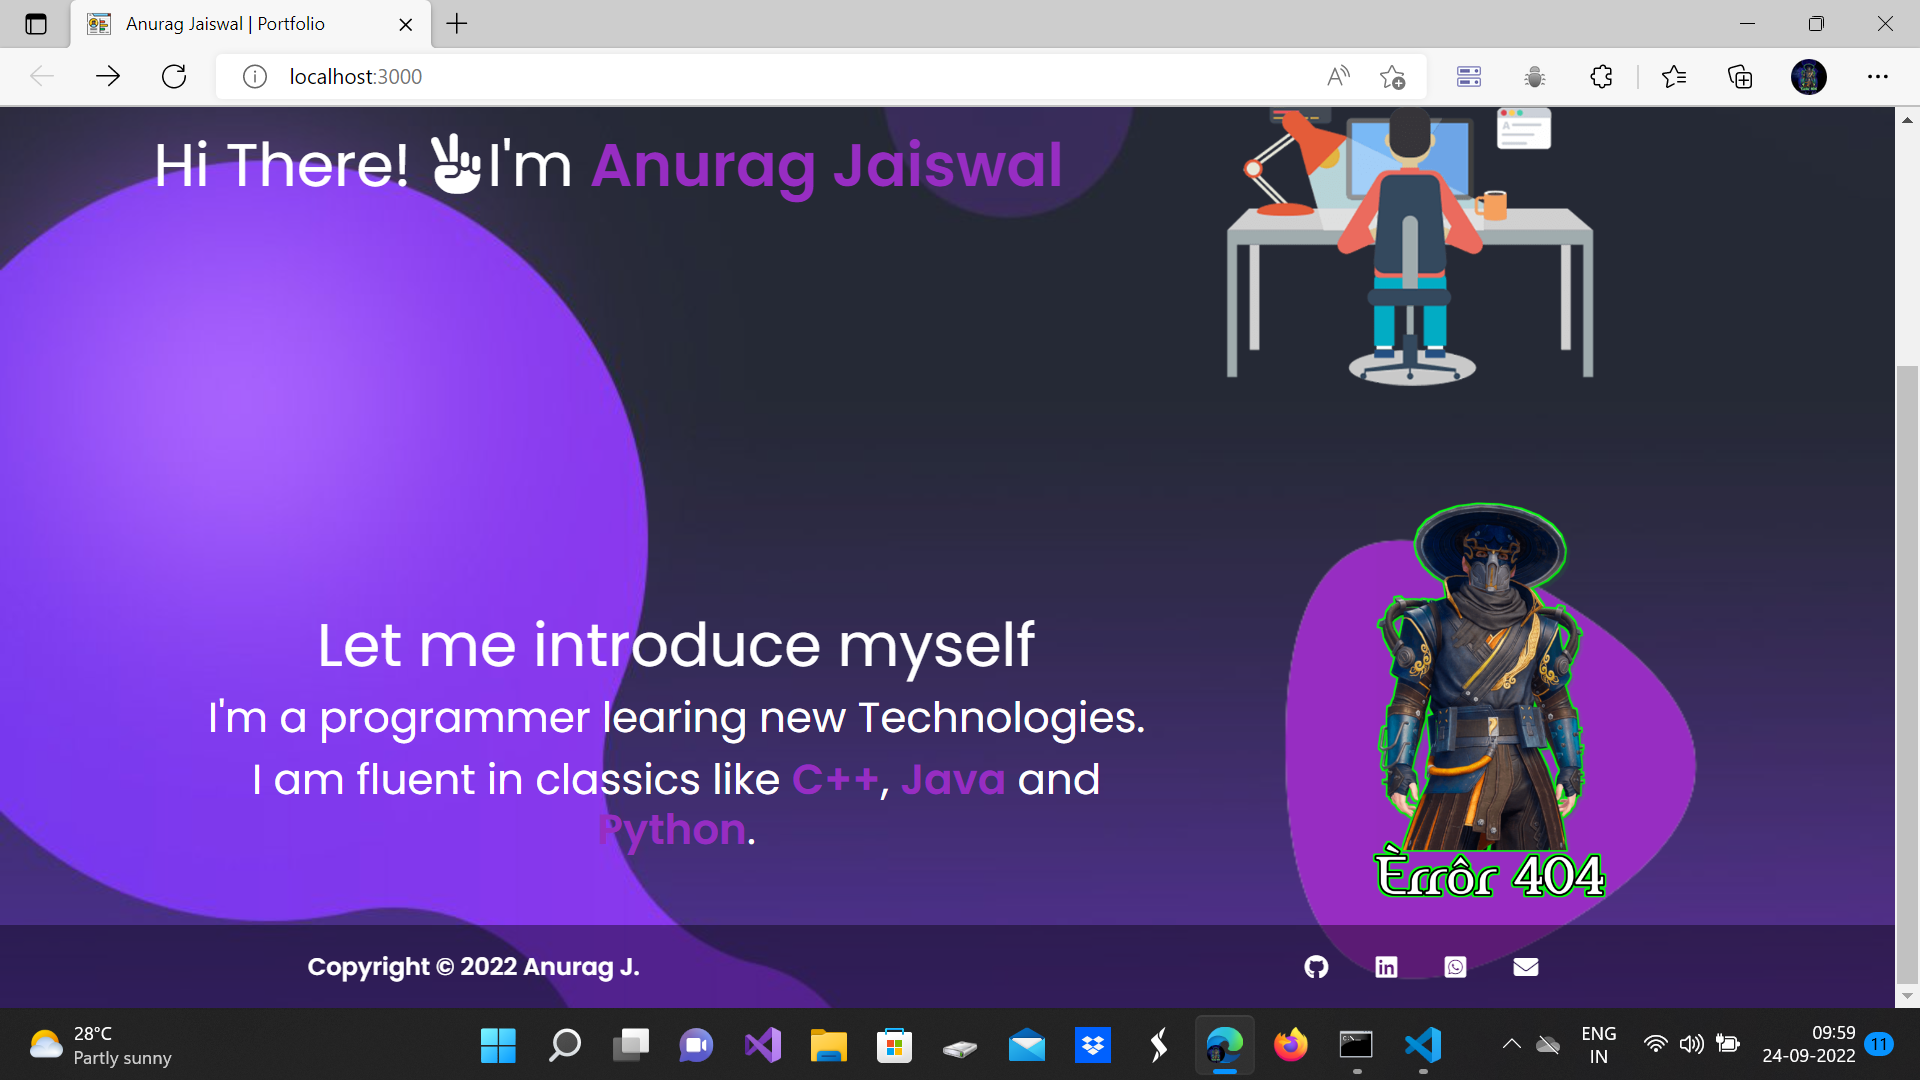 Anurag Jaiswal | Portfolio
localhost:3000
Hi There! ✌I'm Anurag Jaiswal
Let me introduce myself
I'm a programmer learing new Technologies.
I am fluent in classics like C++, Java and
Python.
Èrrôr 404
Copyright © 2022 Anurag J.
28°C
Partly sunny
ENG
IN
09:59
24-09-2022
11